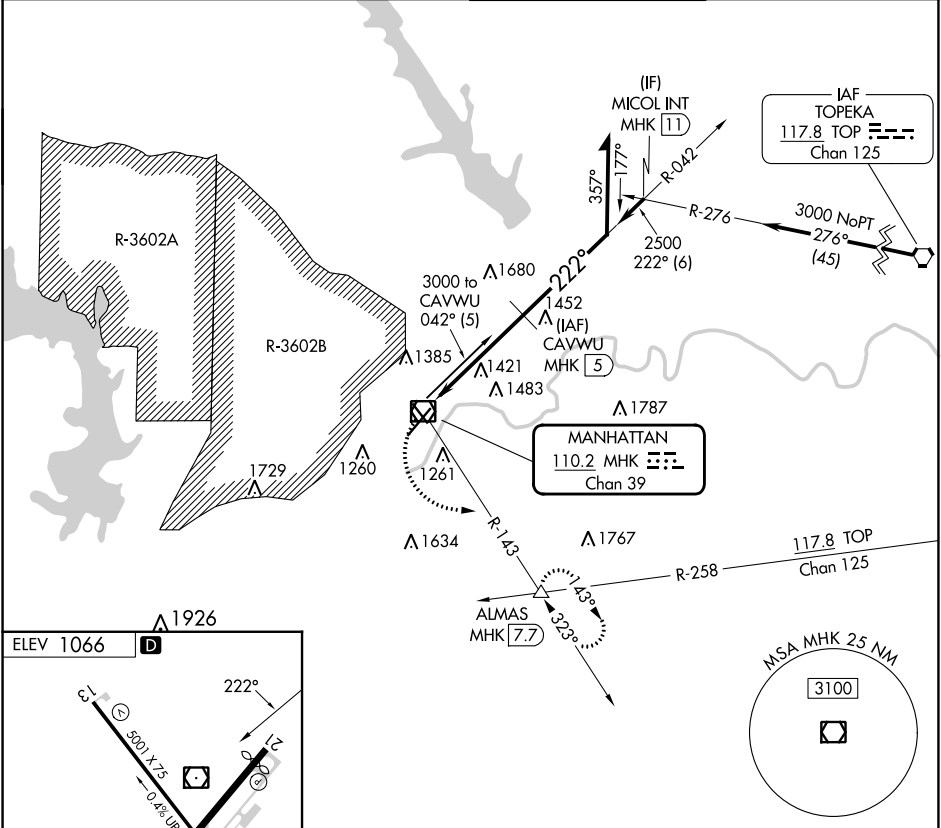 (IF)
MICOL INT
MHK 11
IAF
TOPEKA
117.8 TOP
Chan 125
R-042
357°
177°
R-276
3000 NoPT
276°
(45)
2500
222° (6)
R-3602A
222°
1680
3000 to
CAVWU
042° (5)
1452
(IAF)
CAVWU
MHK 5
R-3602B
1385
1421
1483
1787
MANHATTAN
110.2 MHK
Chan 39
1729
1260
1261
R-143
1634
1767
117.8 TOP
Chan 125
R-258
143°
323°
ALMAS
MHK 7.7
1926
ELEV 1066
D
222°
13
V
5001 X 75
0.4% UP
21
P
MSA MHK 25 NM
3100